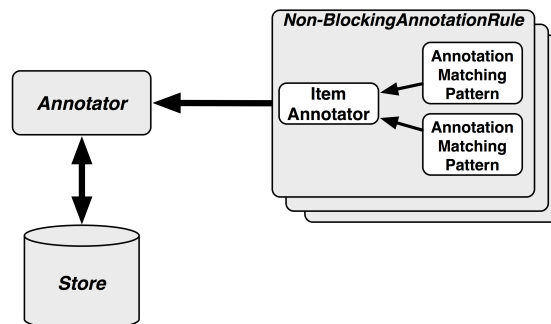 Non-BlockingAnnotationRule
Annotation
Matching
Pattern
Item
Annotator
Annotator
Annotation
Matching
Pattern
Store